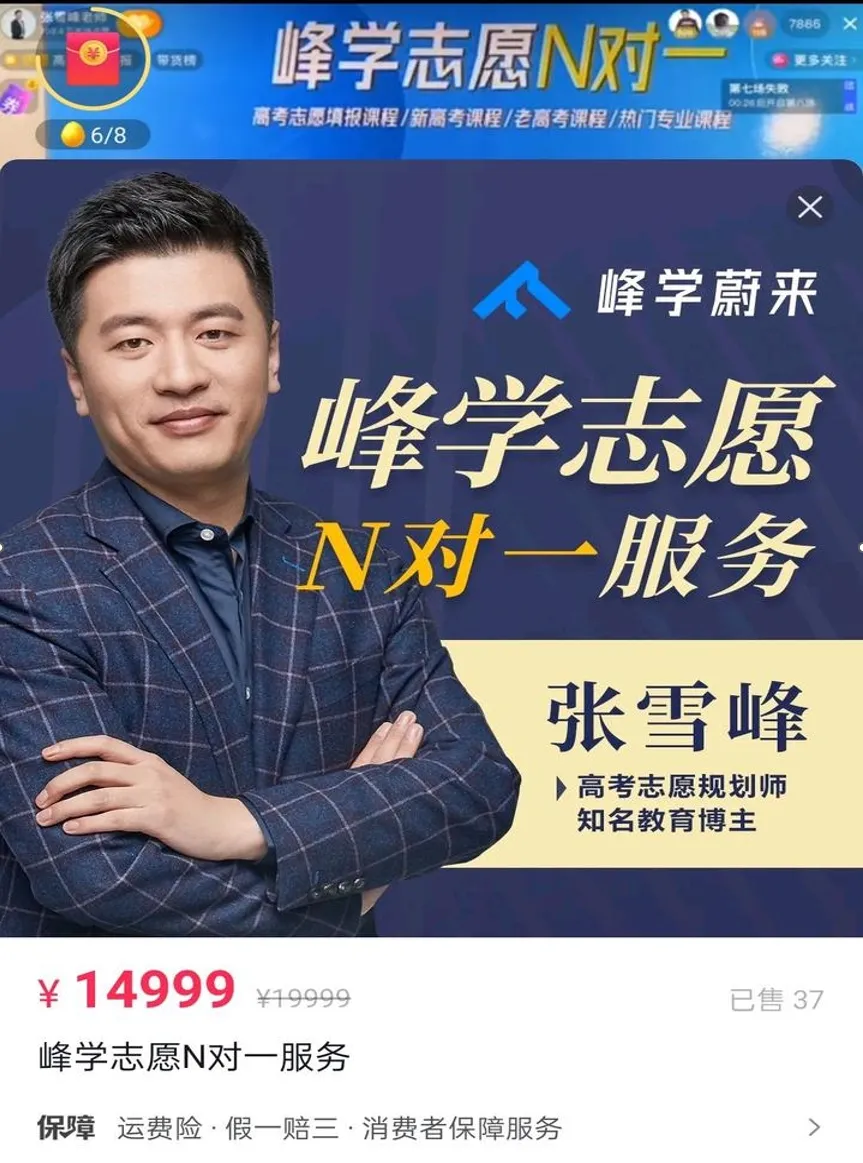 张雪峰老师
7865
带货榜
更多关注
峰学志愿N对一
高考志愿填报课程/新高考课程/老高考课程/热门专业课程
第七场失败
6/8
峰学蔚来
峰学志愿
N对一服务
张雪峰
高考志愿规划师
知名教育博主
¥14999 ¥19999
已售 37
峰学志愿N对一服务
保障 运费险·假一赔三·消费者保障服务